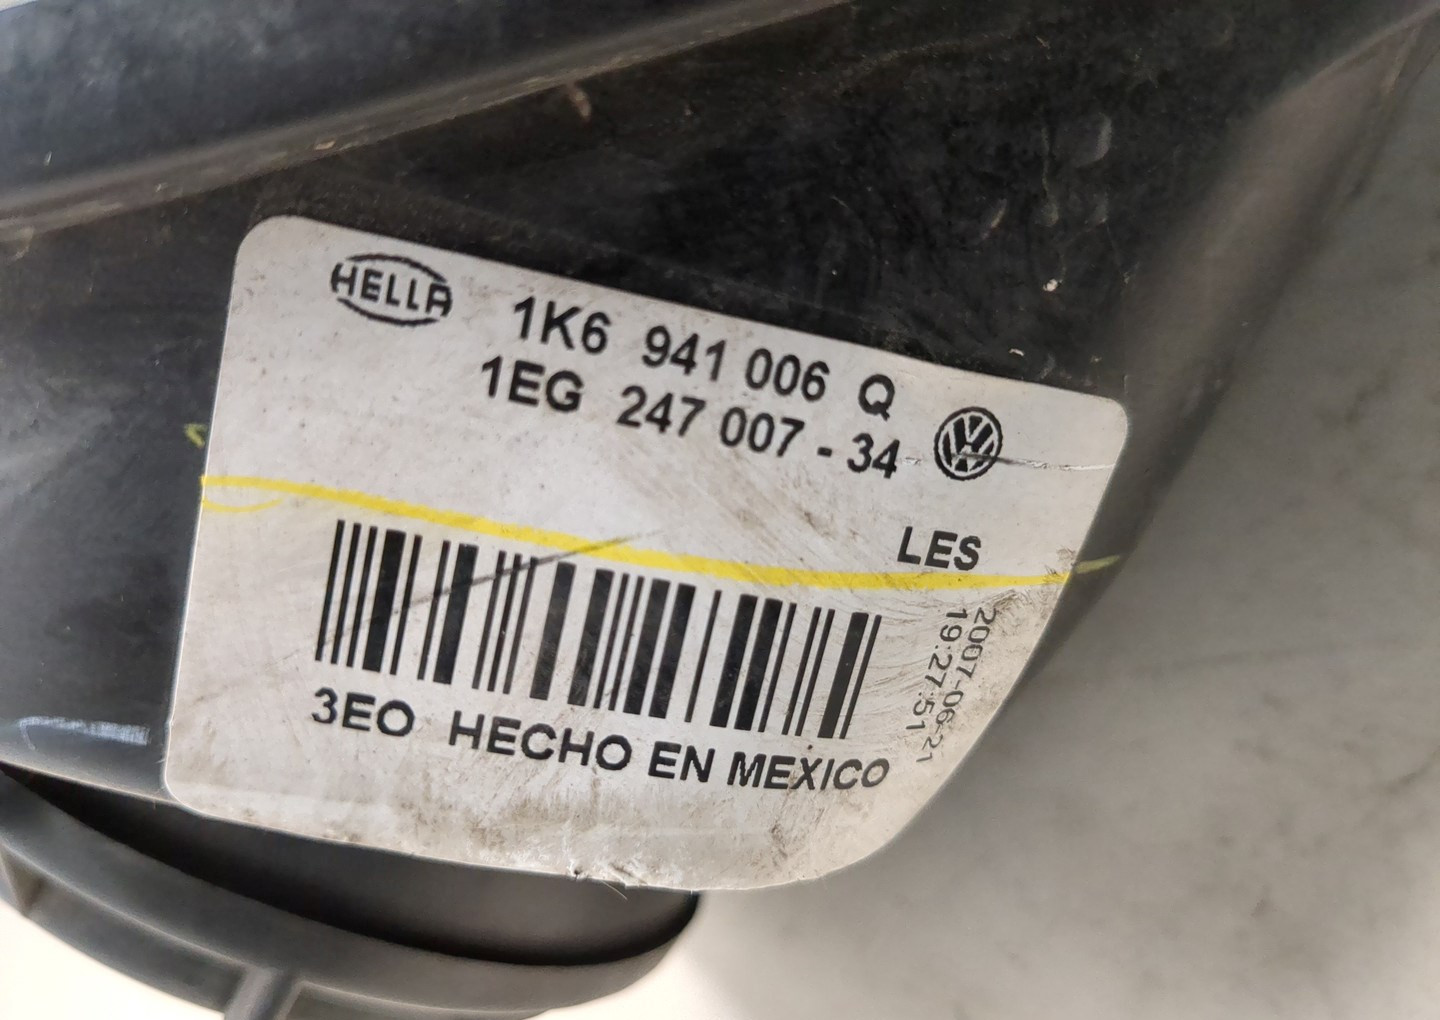 HELLA
1K6 941 006 Q
1EG 247 007 - 34
LES
2007-06-21
19:27:51
3EO HECHO EN MEXICO